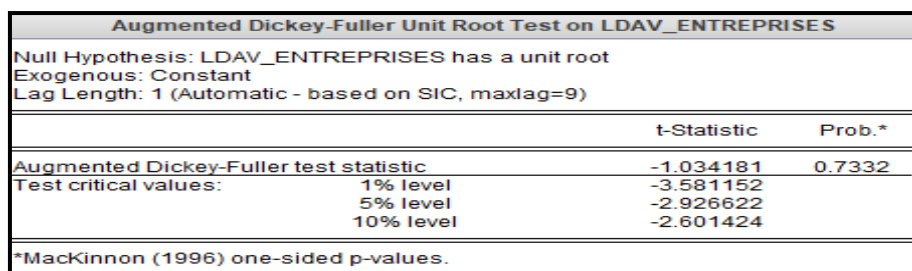 Augmented Dickey-Fuller Unit Root Test on LDAV_ENTREPRISES
Null Hypothesis: LDAV_ENTREPRISES has a unit root
Exogenous: Constant
Lag Length: 1 (Automatic - based on SIC, maxlag=9)
t-Statistic Prob.*
Augmented Dickey-Fuller test statistic -1.034181 0.7332
Test critical values: 1% level -3.581152
5% level -2.926622
10% level -2.601424
*MacKinnon (1996) one-sided p-values.